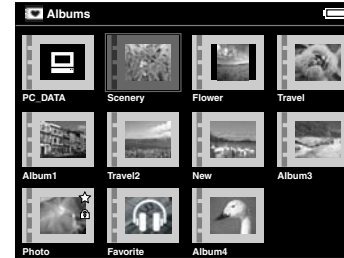 Albums
PC_DATA Scenery Flower Travel
Album1 Travel2 New Album3
Photo Favorite Album4